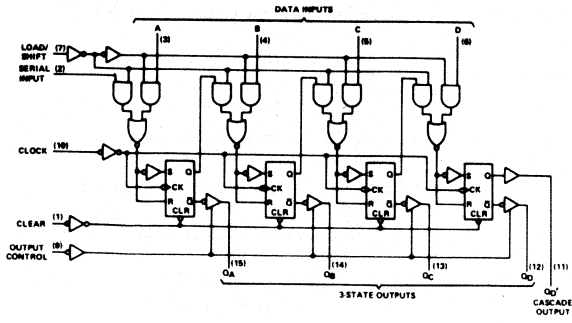 DATA INPUTS
A B C D
(3) (4) (5) (6)
LOAD/ (7)
SHIFT
SERIAL (2)
INPUT
CLOCK (10)
S Q S Q S Q S Q
CK CK CK CK
R Q̅ R Q̅ R Q̅ R Q̅
CLR CLR CLR CLR
CLEAR (1)
OUTPUT (9)
CONTROL
(15) (14) (13) (12) (11)
QA QB QC QD QD'
3-STATE OUTPUTS
CASCADE
OUTPUT